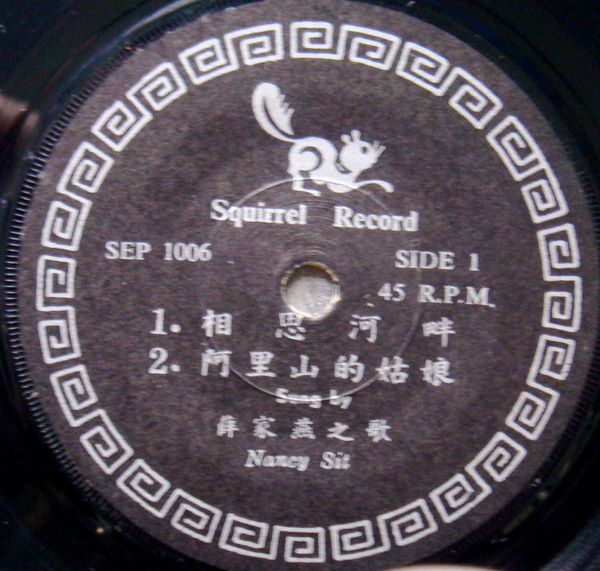 Squirrel Record
SEP 1006
SIDE 1
45 R.P.M.
1. 相思河畔
2. 阿里山的姑娘
Sung by
薛家燕之歌
Nancy Sit